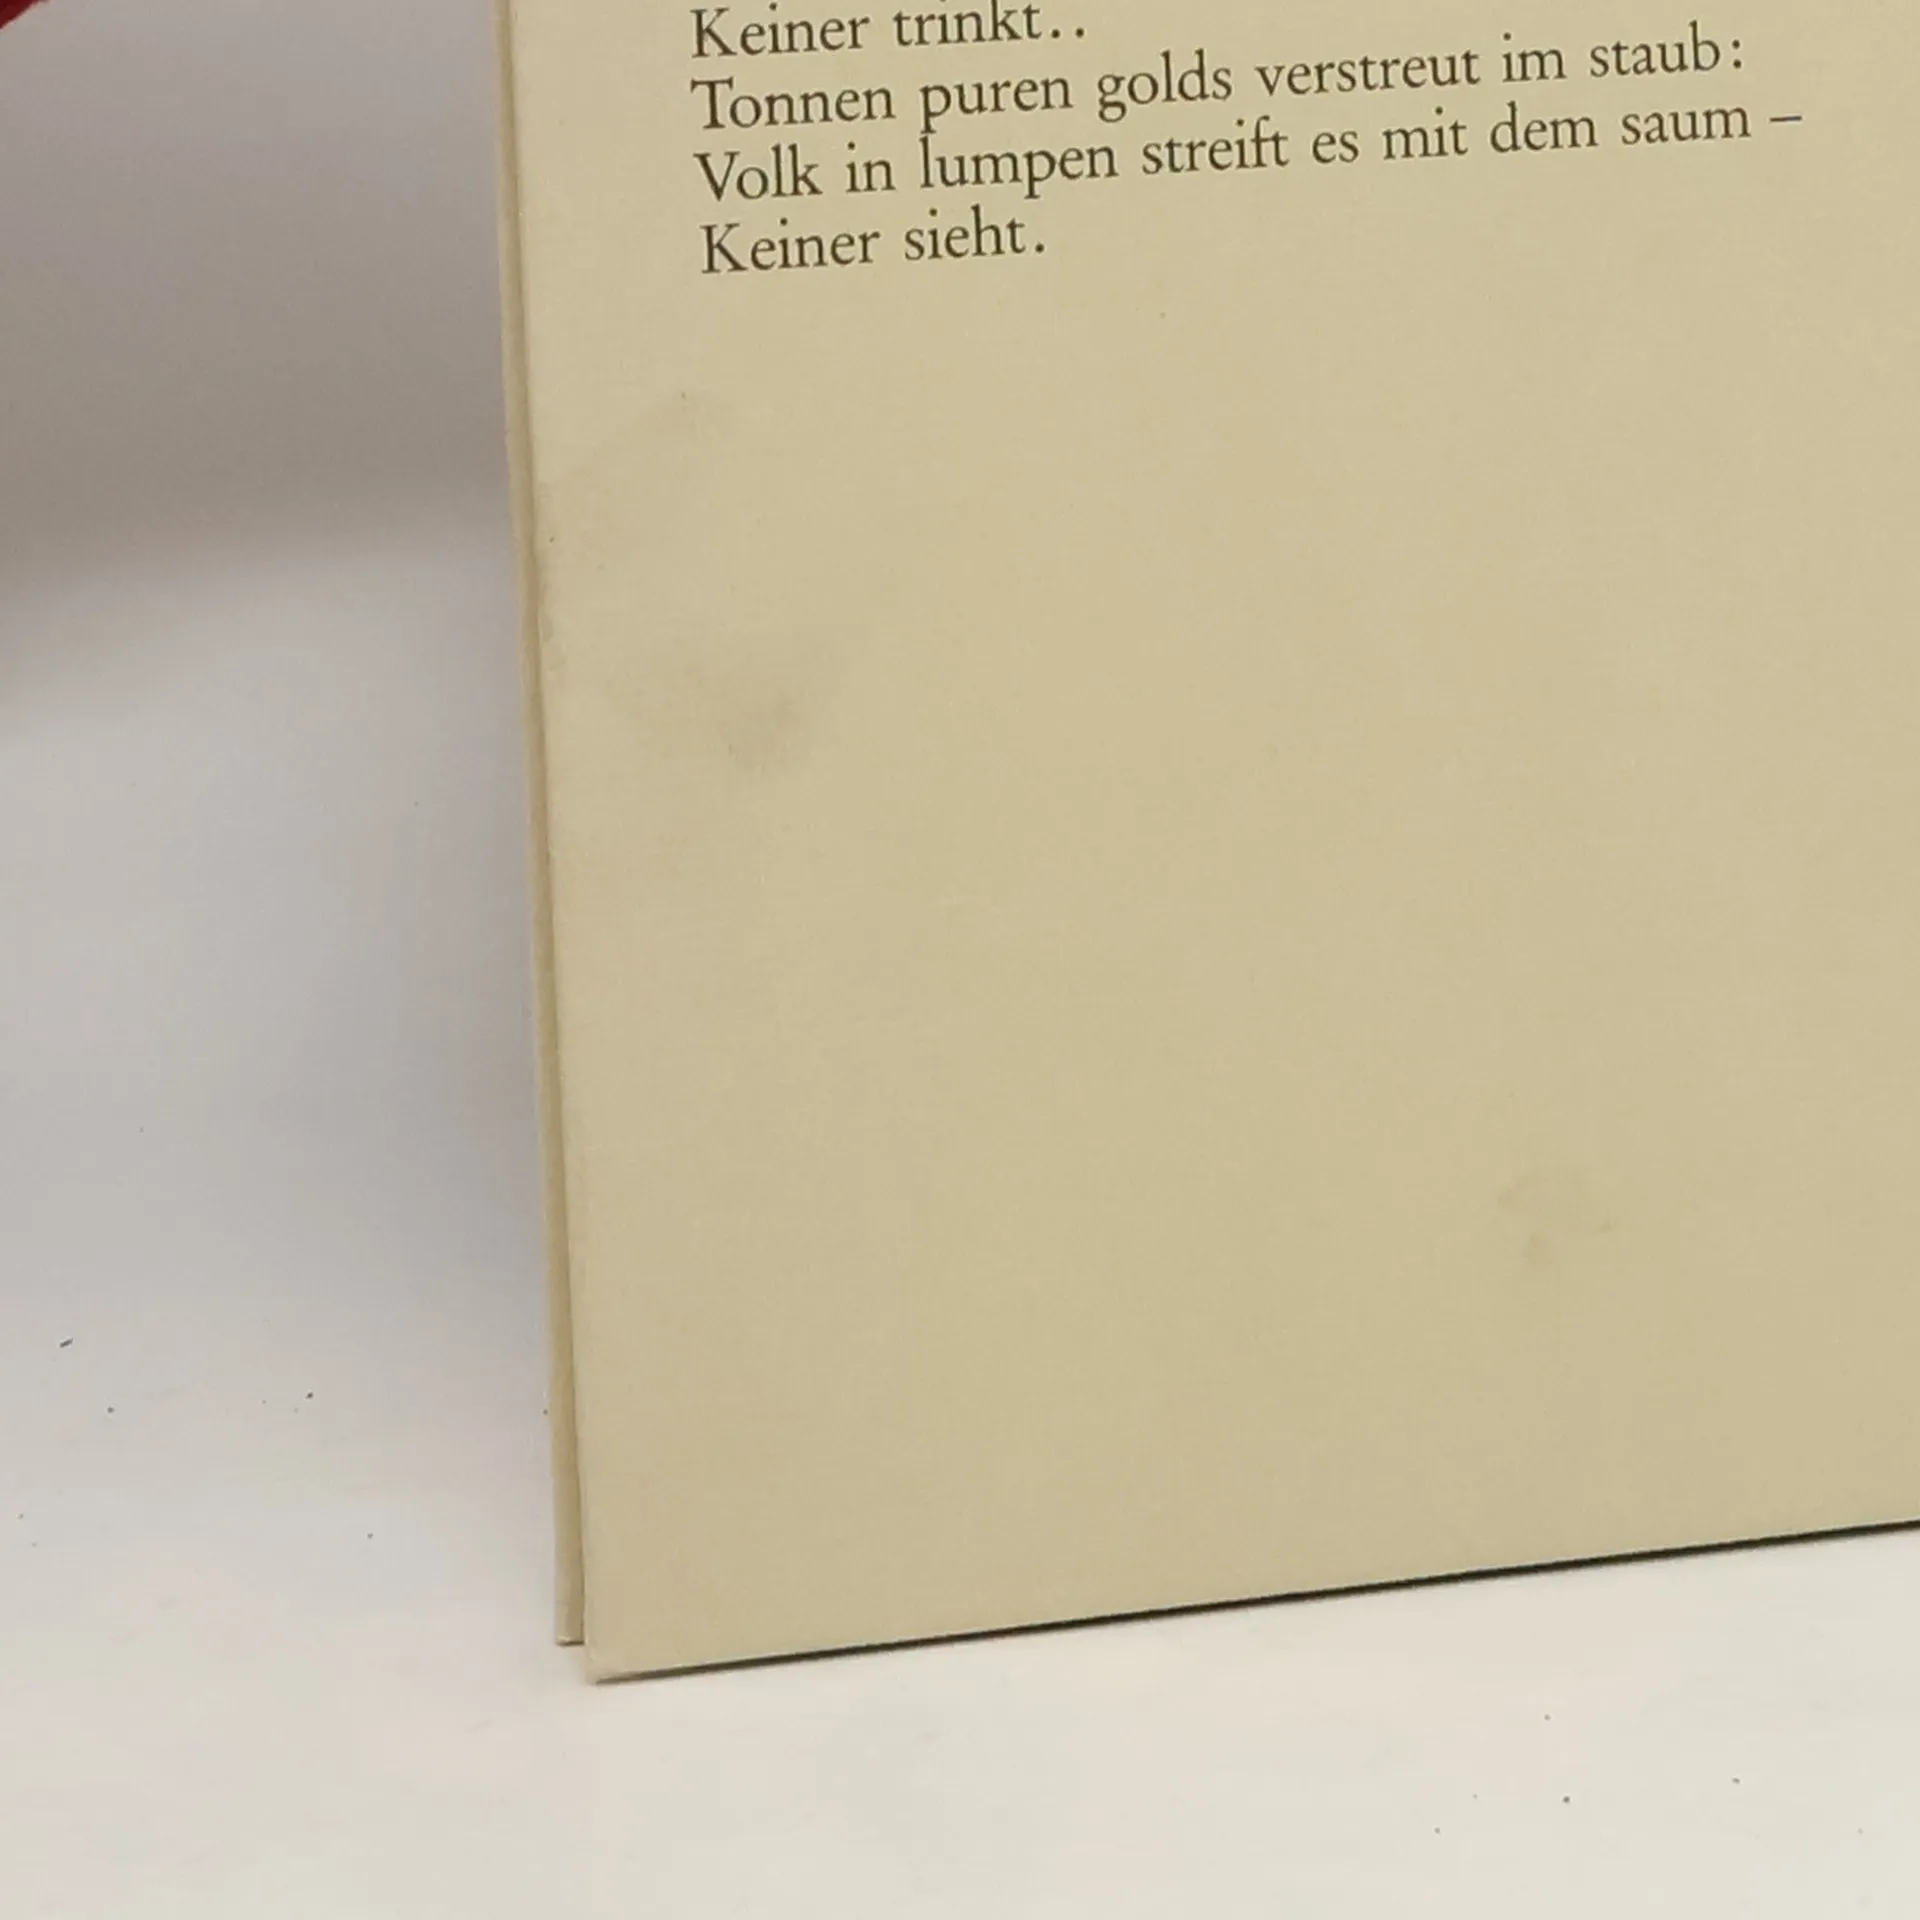 Keiner trinkt..
Tonnen puren golds verstreut im staub:
Volk in lumpen streift es mit dem saum –
Keiner sieht.